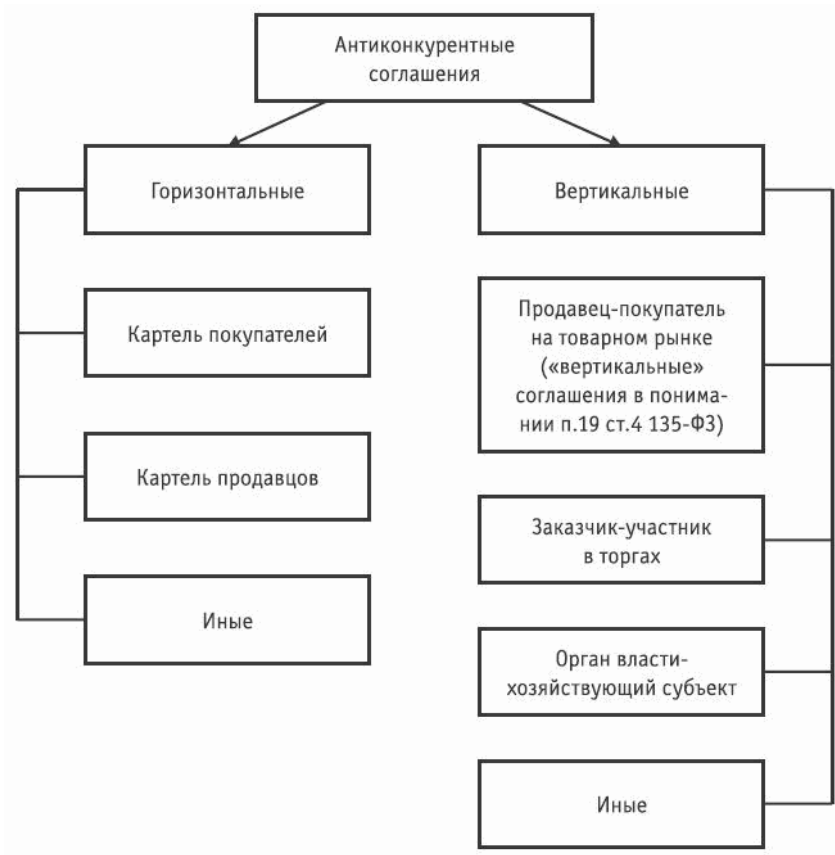 Антиконкурентные
соглашения
Горизонтальные
Картель покупателей
Картель продавцов
Иные
Вертикальные
Продавец-покупатель
на товарном рынке
(«вертикальные»
соглашения в понима-
нии п.19 ст.4 135-ФЗ)
Заказчик-участник
в торгах
Орган власти-
хозяйствующий субъект
Иные